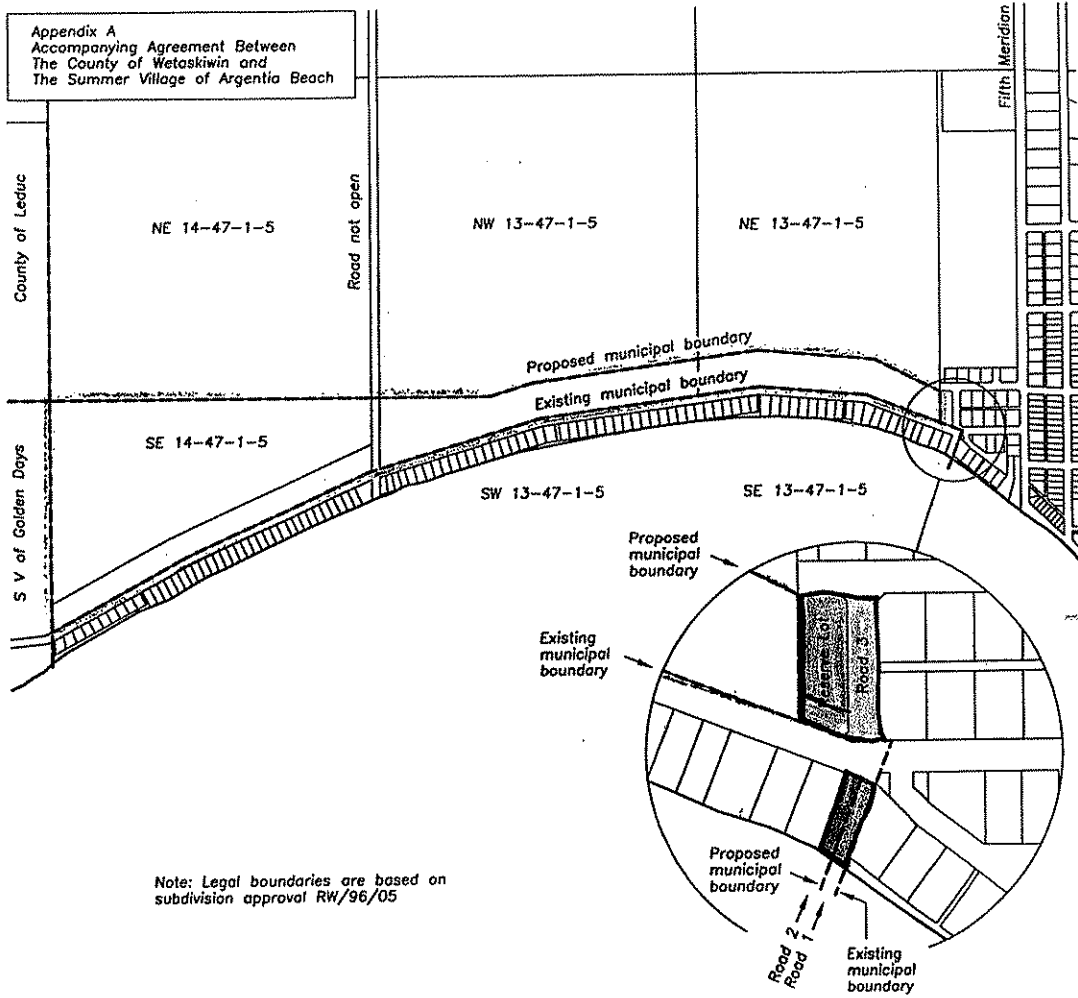 Appendix A
Accompanying Agreement Between
The County of Wetaskiwin and
The Summer Village of Argentia Beach
Fifth Meridian
County of Leduc
NE 14-47-1-5
Road not open
NW 13-47-1-5
NE 13-47-1-5
Proposed municipal boundary
Existing municipal boundary
S V of Golden Days
SE 14-47-1-5
SW 13-47-1-5
SE 13-47-1-5
Proposed
municipal
boundary
Existing
municipal
boundary
Lot
Road 3
Note: Legal boundaries are based on
subdivision approval RW/96/05
Proposed
municipal
boundary
Road 2
Road 1
Existing
municipal
boundary